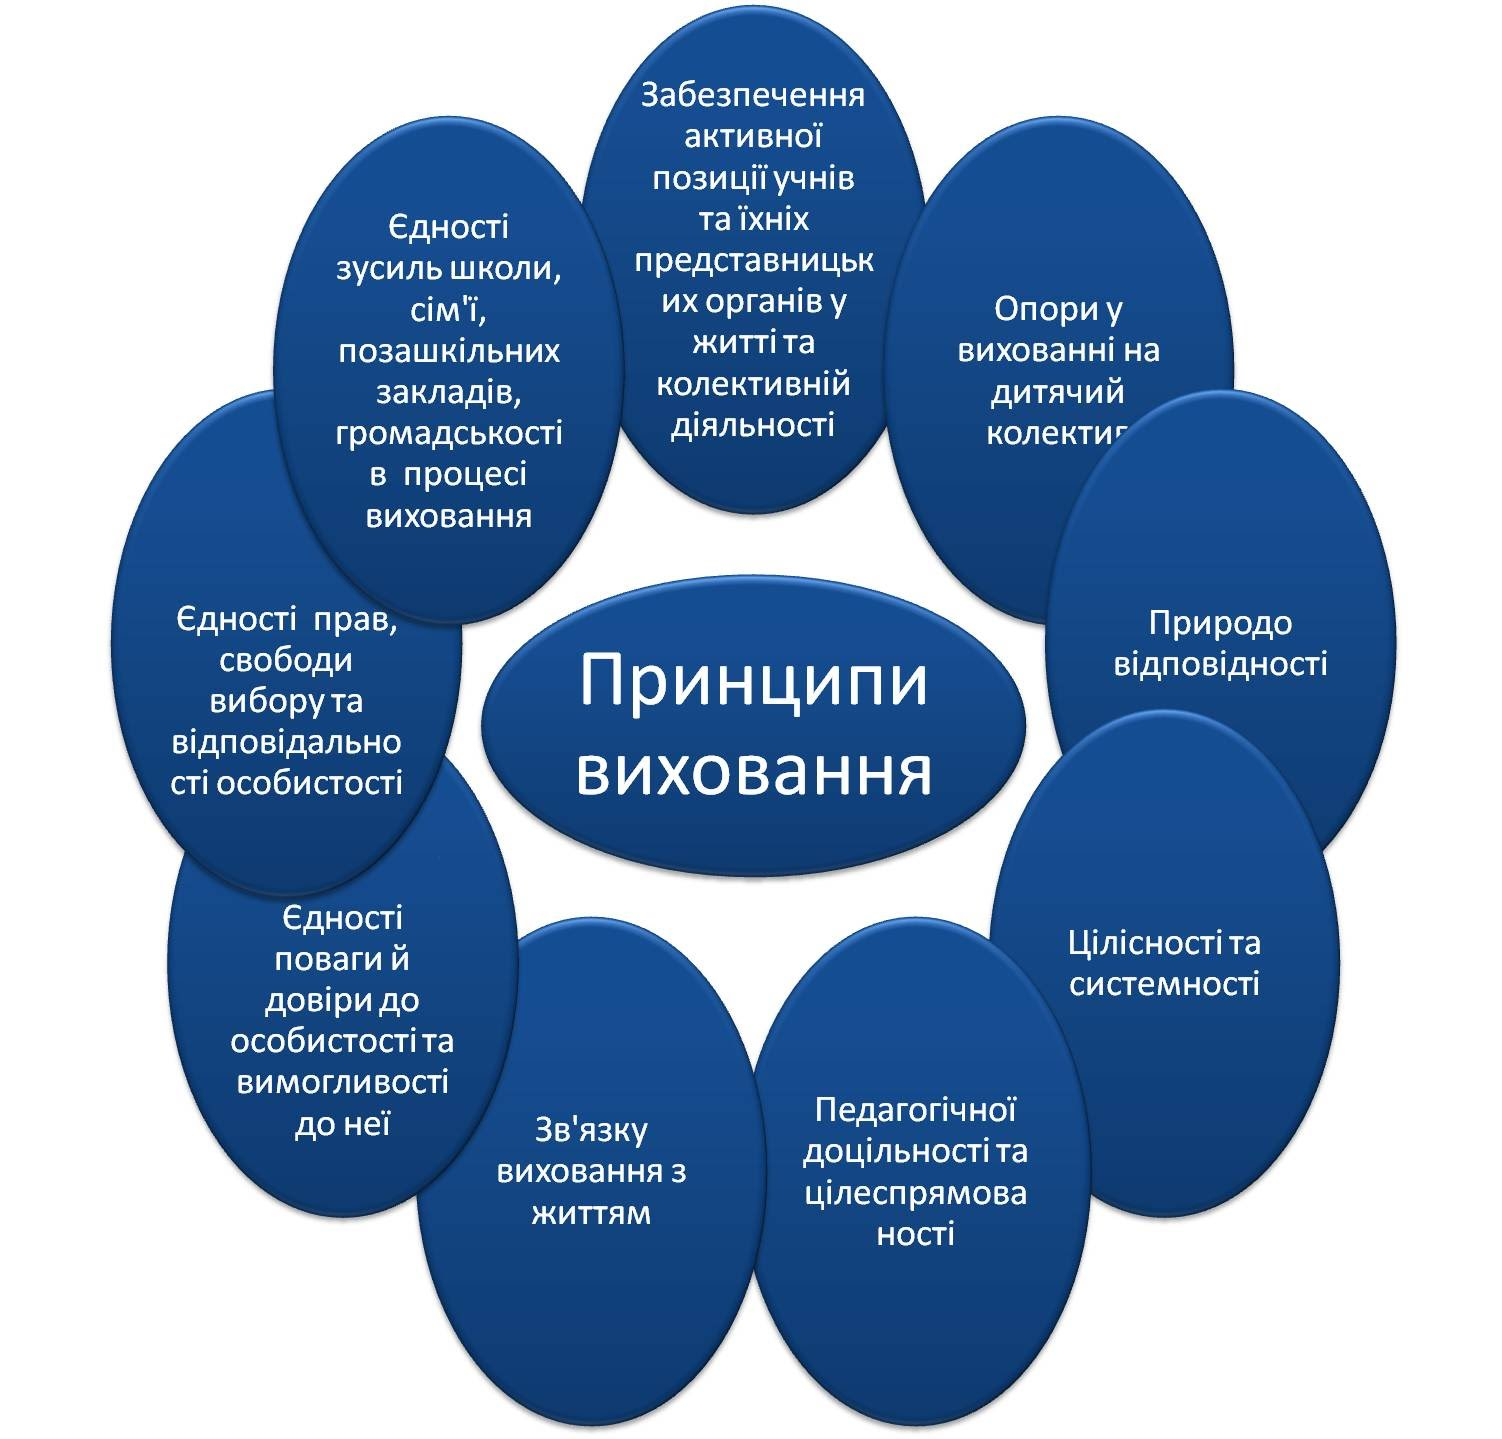 Забезпечення
активної
позиції учнів
та їхніх
представницьк
их органів у
житті та
колективній
діяльності
Опори у
вихованні на
дитячий
Природо
відповідності
Цілісності та
системності
Педагогічної
доцільності та
цілеспрямова
ності
Зв'язку
виховання з
життям
Єдності
поваги й
довіри до
особистості та
вимогливості
до неї
Єдності прав,
свободи
вибору та
відповідально
сті особистості
Єдності
зусиль школи,
сім'ї,
позашкільних
закладів,
громадськості
в процесі
виховання
Принципи
виховання